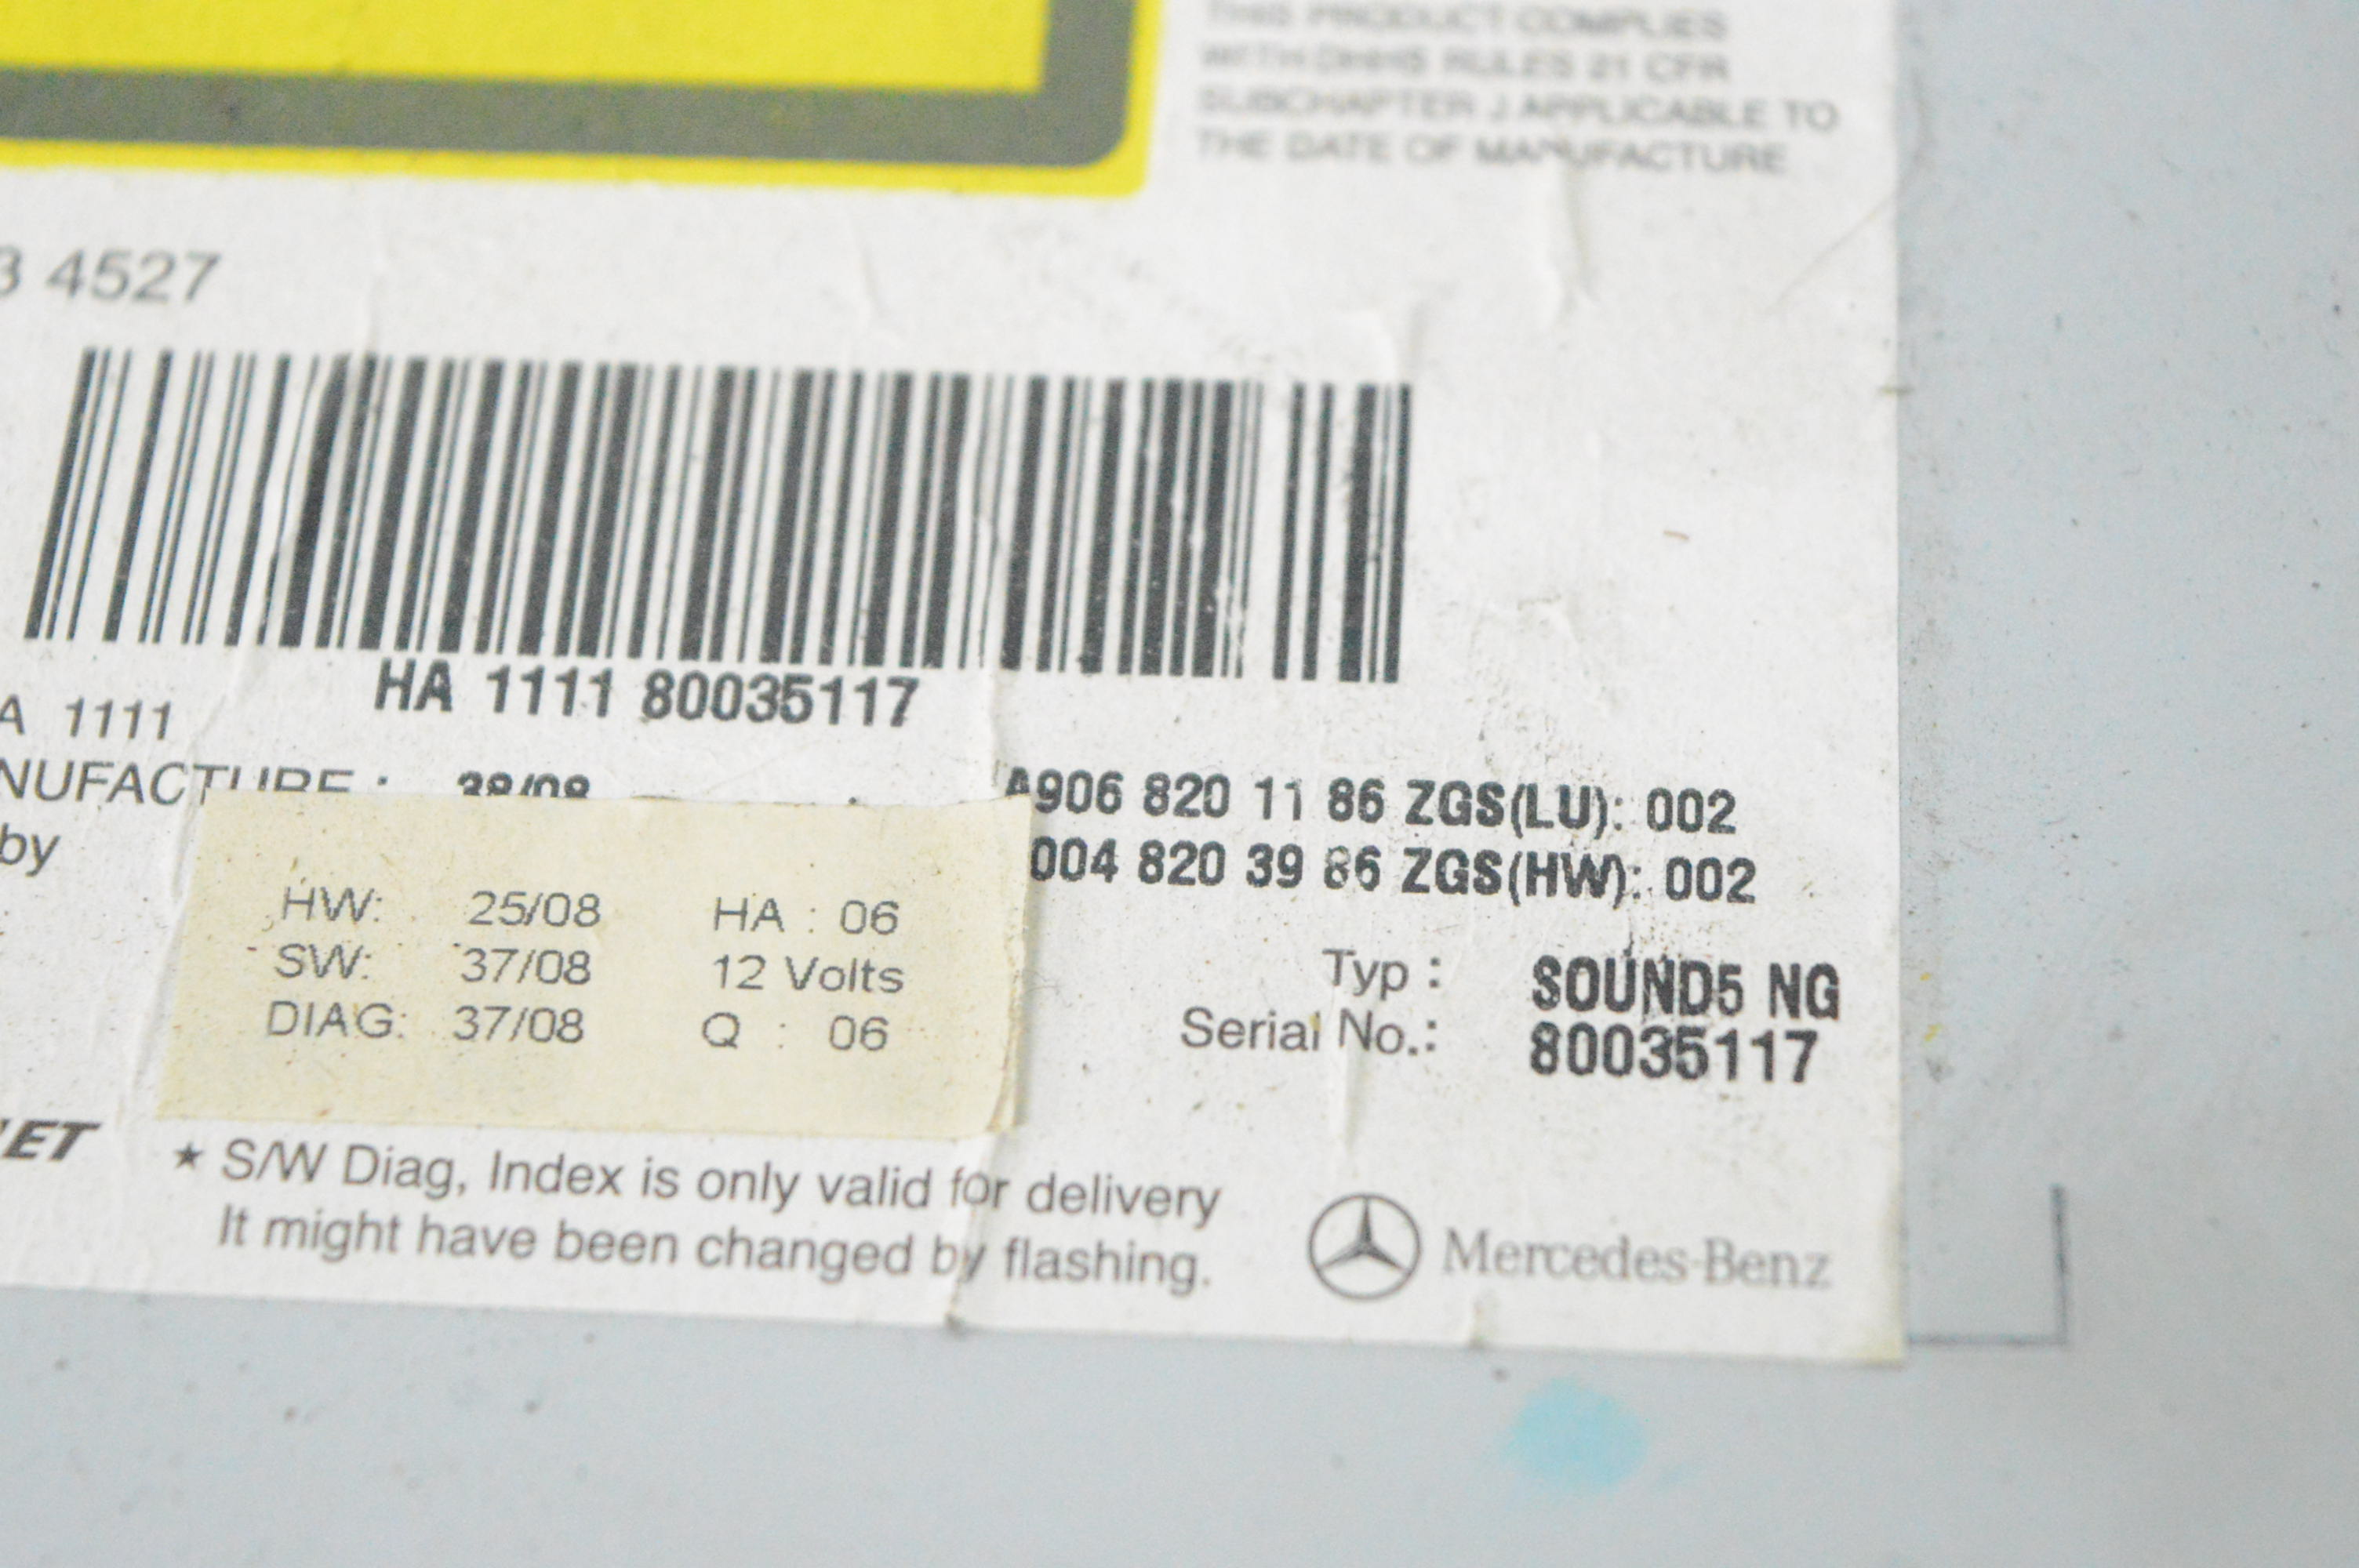 THIS PRODUCT COMPLIES
WITH DHHS RULES 21 CFR
SUBCHAPTER J APPLICABLE TO
THE DATE OF MANUFACTURE
3 4527
HA 1111 80035117
A 1111
NUFACTURE : 38/08
A906 820 11 86 ZGS(LU): 002
by
004 820 39 86 ZGS(HW): 002
HW: 25/08 HA : 06
SW: 37/08 12 Volts
DIAG: 37/08 Q : 06
Typ : SOUND5 NG
Serial No.: 80035117
ET
★ S/W Diag, Index is only valid for delivery
It might have been changed by flashing.
Mercedes-Benz